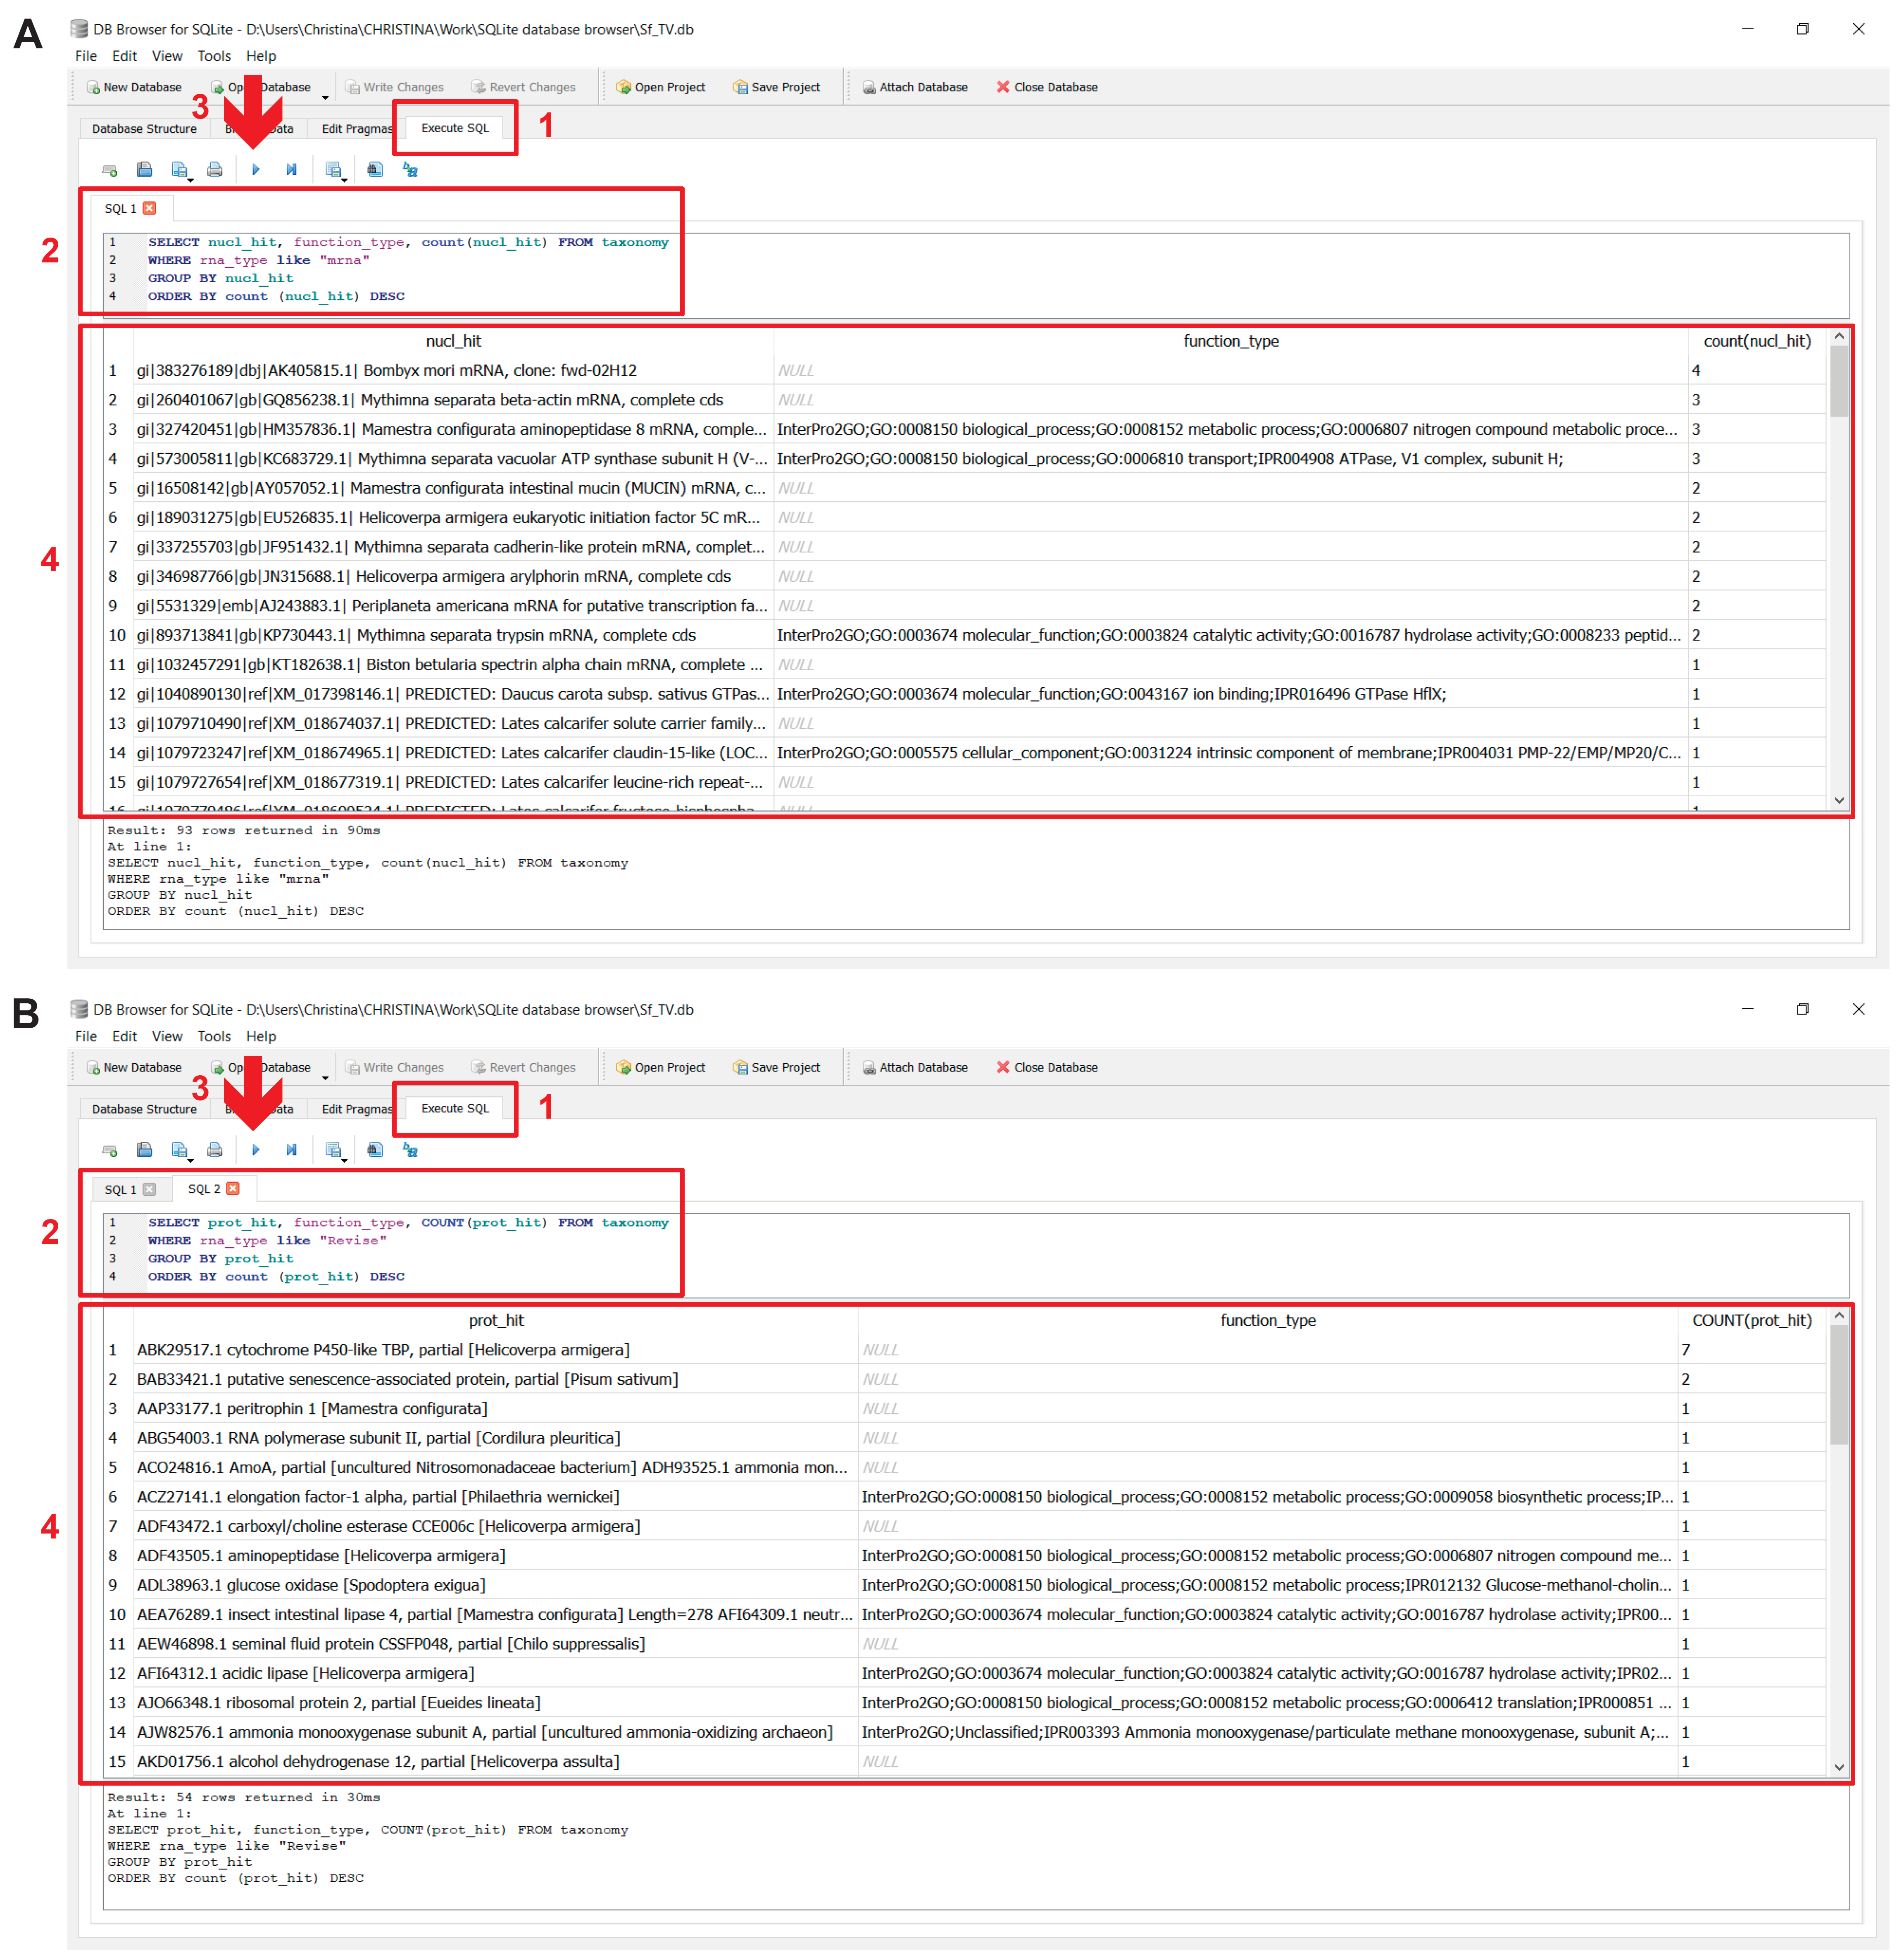 A
DB Browser for SQLite - D:\Users\Christina\CHRISTINA\Work\SQLite database browser\Sf_TV.db
File Edit View Tools Help
New Database Database Write Changes Revert Changes Open Project Save Project Attach Database Close Database
3
Database Structure Data Edit Pragmas Execute SQL 1
SQL 1
2
1 SELECT nucl_hit, function_type, count(nucl_hit) FROM taxonomy
2 WHERE rna_type like "mrna"
3 GROUP BY nucl_hit
4 ORDER BY count (nucl_hit) DESC
nucl_hit function_type count(nucl_hit)
1 gi|383276189|dbj|AK405815.1| Bombyx mori mRNA, clone: fwd-02H12 NULL 4
2 gi|260401067|gb|GQ856238.1| Mythimna separata beta-actin mRNA, complete cds NULL 3
3 gi|327420451|gb|HM357836.1| Mamestra configurata aminopeptidase 8 mRNA, comple... InterPro2GO;GO:0008150 biological_process;GO:0008152 metabolic process;GO:0006807 nitrogen compound metabolic proce... 3
4 gi|573005811|gb|KC683729.1| Mythimna separata vacuolar ATP synthase subunit H (V-... InterPro2GO;GO:0008150 biological_process;GO:0006810 transport;IPR004908 ATPase, V1 complex, subunit H; 3
5 gi|16508142|gb|AY057052.1| Mamestra configurata intestinal mucin (MUCIN) mRNA, c... NULL 2
6 gi|189031275|gb|EU526835.1| Helicoverpa armigera eukaryotic initiation factor 5C mR... NULL 2
4
7 gi|337255703|gb|JF951432.1| Mythimna separata cadherin-like protein mRNA, complet... NULL 2
8 gi|346987766|gb|JN315688.1| Helicoverpa armigera arylphorin mRNA, complete cds NULL 2
9 gi|5531329|emb|AJ243883.1| Periplaneta americana mRNA for putative transcription fa... NULL 2
10 gi|893713841|gb|KP730443.1| Mythimna separata trypsin mRNA, complete cds InterPro2GO;GO:0003674 molecular_function;GO:0003824 catalytic activity;GO:0016787 hydrolase activity;GO:0008233 peptid... 2
11 gi|1032457291|gb|KT182638.1| Biston betularia spectrin alpha chain mRNA, complete ... NULL 1
12 gi|1040890130|ref|XM_017398146.1| PREDICTED: Daucus carota subsp. sativus GTPas... InterPro2GO;GO:0003674 molecular_function;GO:0043167 ion binding;IPR016496 GTPase HflX; 1
13 gi|1079710490|ref|XM_018674037.1| PREDICTED: Lates calcarifer solute carrier family... NULL 1
14 gi|1079723247|ref|XM_018674965.1| PREDICTED: Lates calcarifer claudin-15-like (LOC... InterPro2GO;GO:0005575 cellular_component;GO:0031224 intrinsic component of membrane;IPR004031 PMP-22/EMP/MP20/C... 1
15 gi|1079727654|ref|XM_018677319.1| PREDICTED: Lates calcarifer leucine-rich repeat-... NULL 1
Result: 93 rows returned in 90ms
At line 1:
SELECT nucl_hit, function_type, count(nucl_hit) FROM taxonomy
WHERE rna_type like "mrna"
GROUP BY nucl_hit
ORDER BY count (nucl_hit) DESC
B
DB Browser for SQLite - D:\Users\Christina\CHRISTINA\Work\SQLite database browser\Sf_TV.db
File Edit View Tools Help
New Database Database Write Changes Revert Changes Open Project Save Project Attach Database Close Database
3
Database Structure Data Edit Pragmas Execute SQL 1
SQL 1 SQL 2
2
1 SELECT prot_hit, function_type, COUNT(prot_hit) FROM taxonomy
2 WHERE rna_type like "Revise"
3 GROUP BY prot_hit
4 ORDER BY count (prot_hit) DESC
prot_hit function_type COUNT(prot_hit)
1 ABK29517.1 cytochrome P450-like TBP, partial [Helicoverpa armigera] NULL 7
2 BAB33421.1 putative senescence-associated protein, partial [Pisum sativum] NULL 2
3 AAP33177.1 peritrophin 1 [Mamestra configurata] NULL 1
4 ABG54003.1 RNA polymerase subunit II, partial [Cordilura pleuritica] NULL 1
5 ACO24816.1 AmoA, partial [uncultured Nitrosomonadaceae bacterium] ADH93525.1 ammonia mon... NULL 1
6 ACZ27141.1 elongation factor-1 alpha, partial [Philaethria wernickei] InterPro2GO;GO:0008150 biological_process;GO:0008152 metabolic process;GO:0009058 biosynthetic process;IP... 1
4
7 ADF43472.1 carboxyl/choline esterase CCE006c [Helicoverpa armigera] NULL 1
8 ADF43505.1 aminopeptidase [Helicoverpa armigera] InterPro2GO;GO:0008150 biological_process;GO:0008152 metabolic process;GO:0006807 nitrogen compound me... 1
9 ADL38963.1 glucose oxidase [Spodoptera exigua] InterPro2GO;GO:0008150 biological_process;GO:0008152 metabolic process;IPR012132 Glucose-methanol-cholin... 1
10 AEA76289.1 insect intestinal lipase 4, partial [Mamestra configurata] Length=278 AFI64309.1 neutr... InterPro2GO;GO:0003674 molecular_function;GO:0003824 catalytic activity;GO:0016787 hydrolase activity;IPR00... 1
11 AEW46898.1 seminal fluid protein CSSFP048, partial [Chilo suppressalis] NULL 1
12 AFI64312.1 acidic lipase [Helicoverpa armigera] InterPro2GO;GO:0003674 molecular_function;GO:0003824 catalytic activity;GO:0016787 hydrolase activity;IPR02... 1
13 AJO66348.1 ribosomal protein 2, partial [Eueides lineata] InterPro2GO;GO:0008150 biological_process;GO:0008152 metabolic process;GO:0006412 translation;IPR000851 ... 1
14 AJW82576.1 ammonia monooxygenase subunit A, partial [uncultured ammonia-oxidizing archaeon] InterPro2GO;Unclassified;IPR003393 Ammonia monooxygenase/particulate methane monooxygenase, subunit A;... 1
15 AKD01756.1 alcohol dehydrogenase 12, partial [Helicoverpa assulta] NULL 1
Result: 54 rows returned in 30ms
At line 1:
SELECT prot_hit, function_type, COUNT(prot_hit) FROM taxonomy
WHERE rna_type like "Revise"
GROUP BY prot_hit
ORDER BY count (prot_hit) DESC